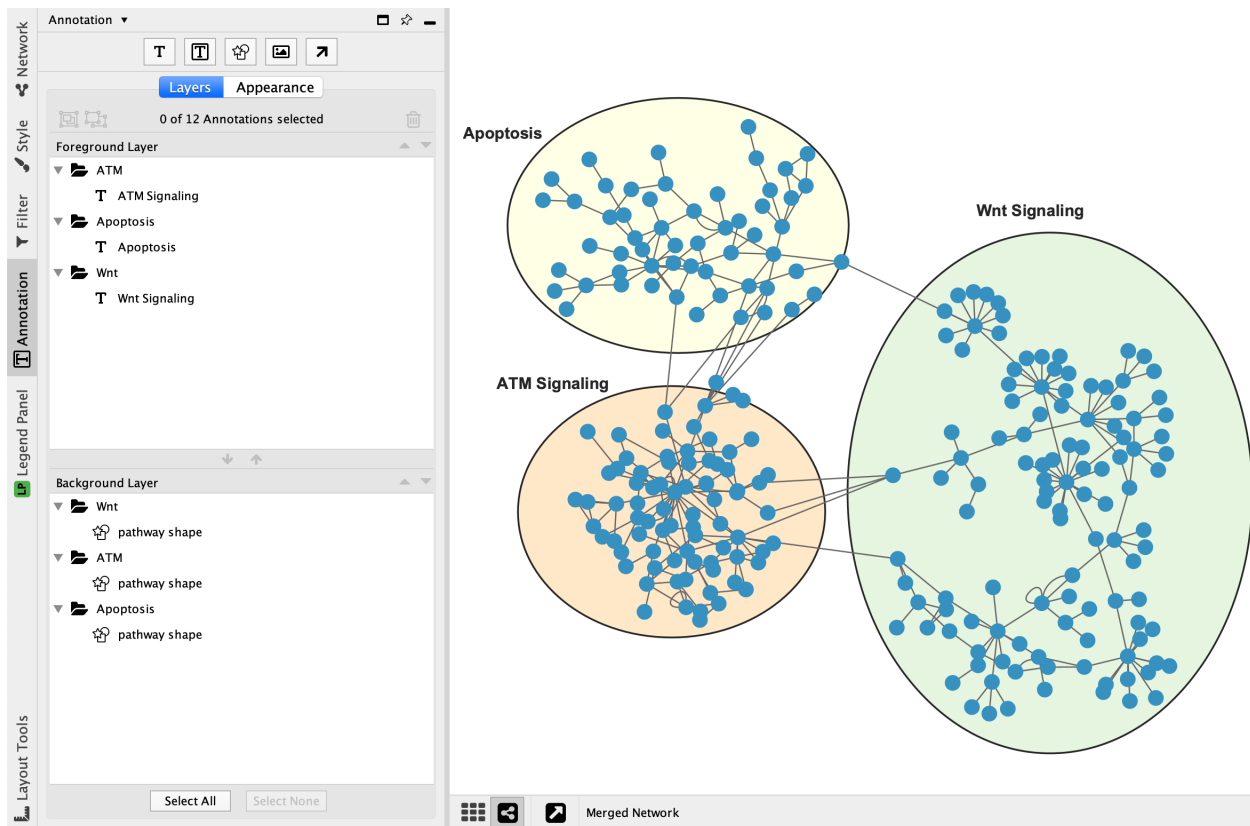 Network
Style
Filter
Annotation
LP Legend Panel
Layout Tools
Annotation
T T
Layers Appearance
0 of 12 Annotations selected
Foreground Layer
ATM
T ATM Signaling
Apoptosis
T Apoptosis
Wnt
T Wnt Signaling
Background Layer
Wnt
pathway shape
ATM
pathway shape
Apoptosis
pathway shape
Select All Select None
Apoptosis
Wnt Signaling
ATM Signaling
Merged Network